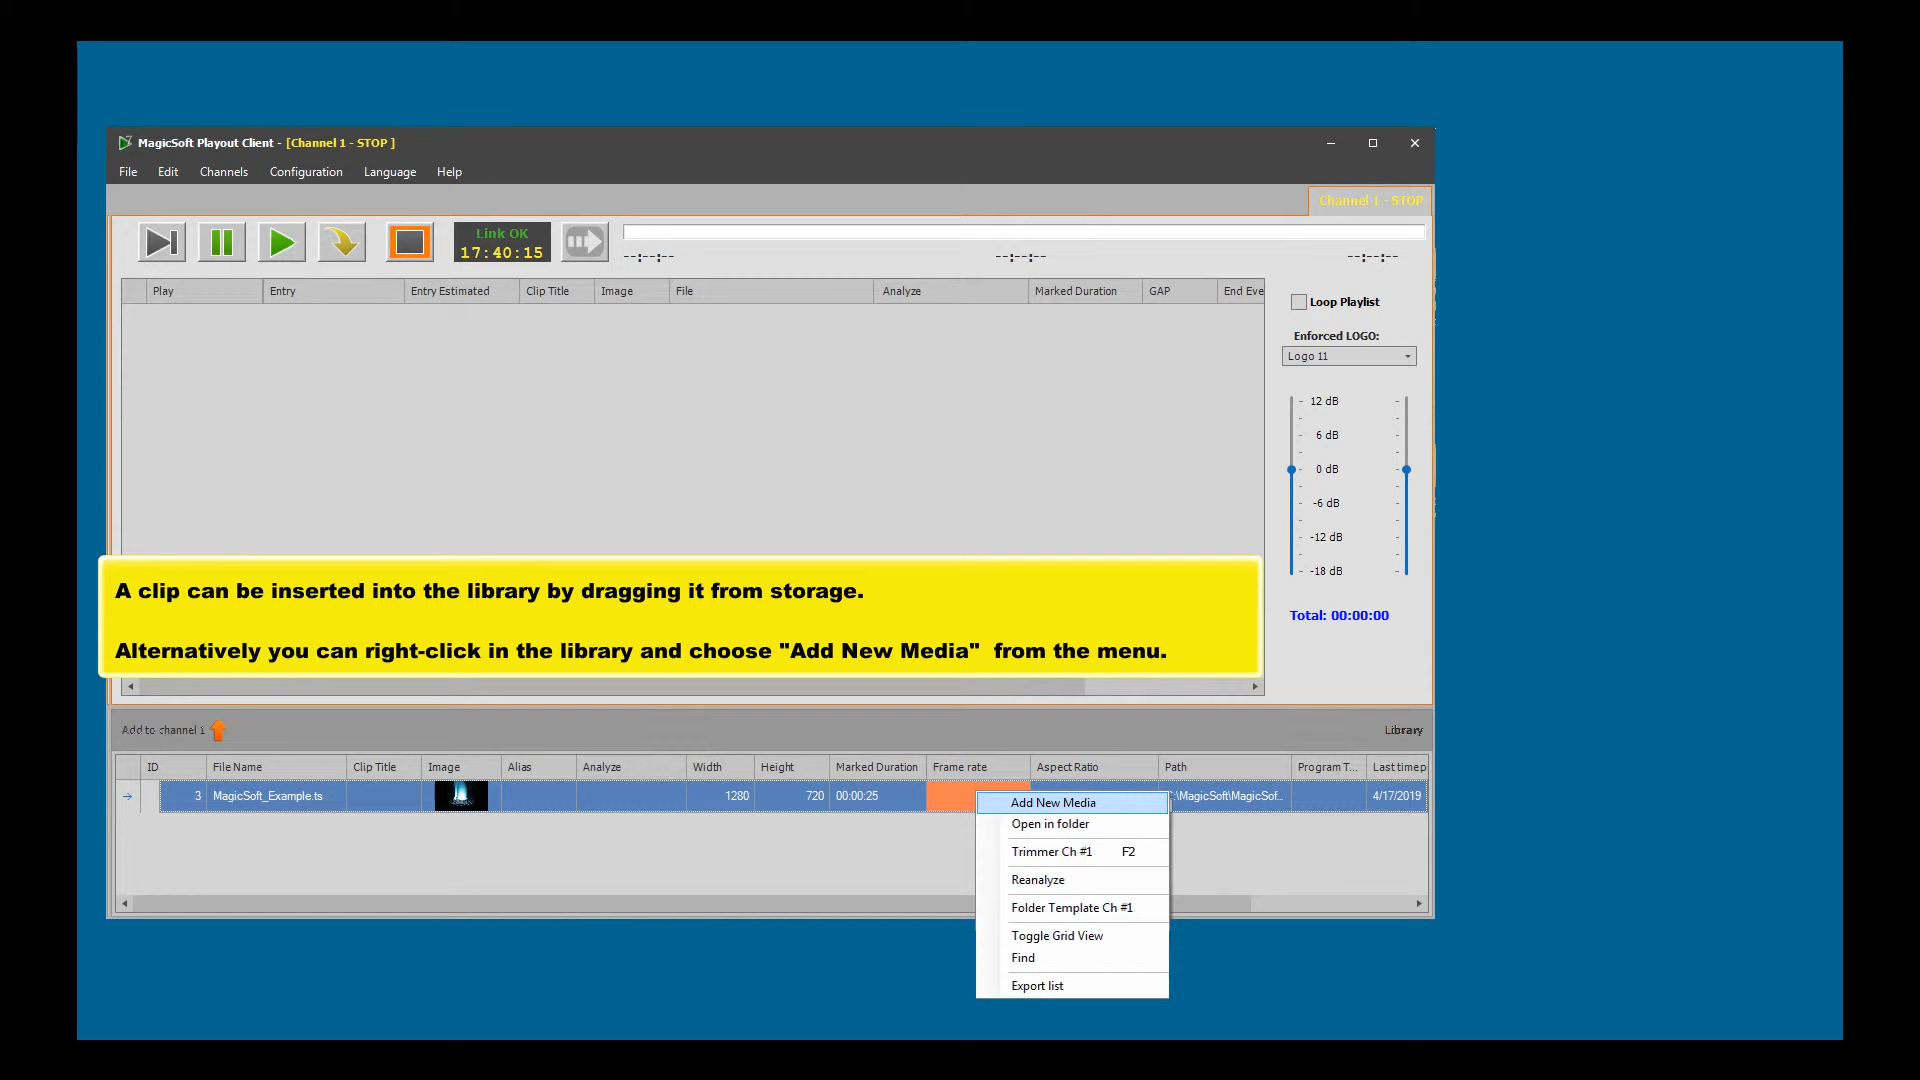 MagicSoft Playout Client - [Channel 1 - STOP ]
File Edit Channels Configuration Language Help
Channel 1 - STOP
Link OK
17:40:15
--:--:-- --:--:-- --:--:--
Play Entry Entry Estimated Clip Title Image File Analyze Marked Duration GAP End Eve
Loop Playlist
Enforced LOGO:
Logo 11
12 dB
6 dB
0 dB
-6 dB
-12 dB
-18 dB
A clip can be inserted into the library by dragging it from storage.
Alternatively you can right-click in the library and choose "Add New Media" from the menu.
Total: 00:00:00
Add to channel 1 Library
ID File Name Clip Title Image Alias Analyze Width Height Marked Duration Frame rate Aspect Ratio Path Program T... Last timep
3 MagicSoft_Example.ts 1280 720 00:00:25 :\MagicSoft\MagicSof... 4/17/2019
Add New Media
Open in folder
Trimmer Ch #1 F2
Reanalyze
Folder Template Ch #1
Toggle Grid View
Find
Export list